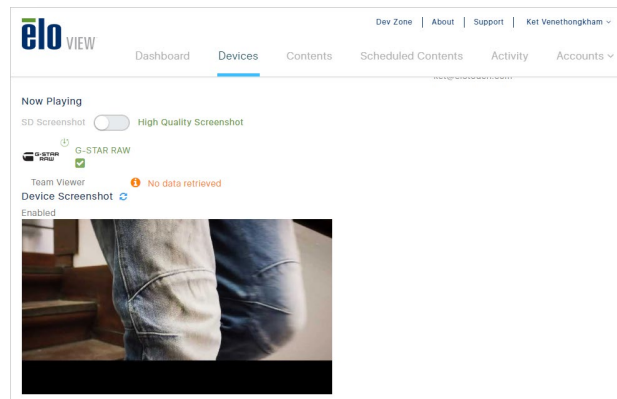 Dev Zone | About | Support | Ket Venethongkham
ēlo VIEW
Dashboard Devices Contents Scheduled Contents Activity Accounts
Now Playing
SD Screenshot High Quality Screenshot
G-STAR RAW
G-STAR RAW
Team Viewer No data retrieved
Device Screenshot
Enabled